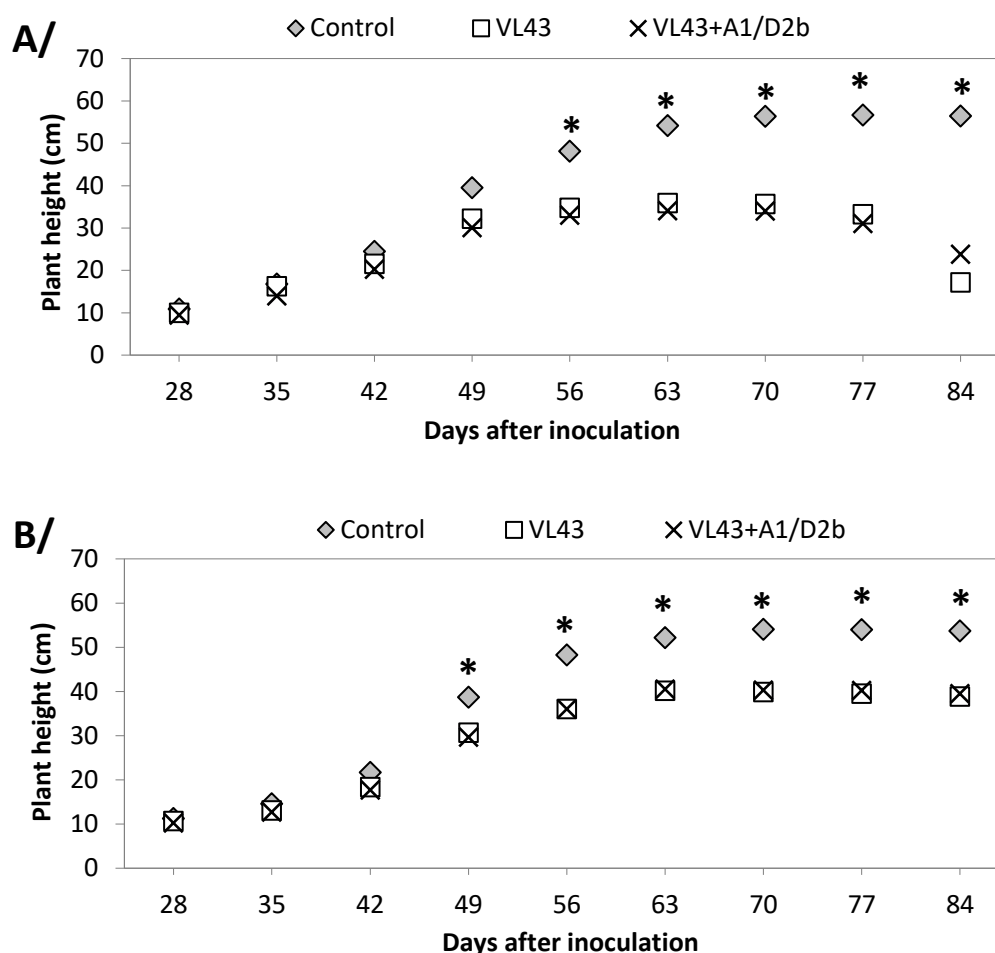 A/
Control VL43 VL43+A1/D2b
70
60
50
40
30
20
10
0
Plant height (cm)
* * * * *
28 35 42 49 56 63 70 77 84
Days after inoculation
B/
Control VL43 VL43+A1/D2b
70
60
50
40
30
20
10
0
Plant height (cm)
* * * * * *
28 35 42 49 56 63 70 77 84
Days after inoculation